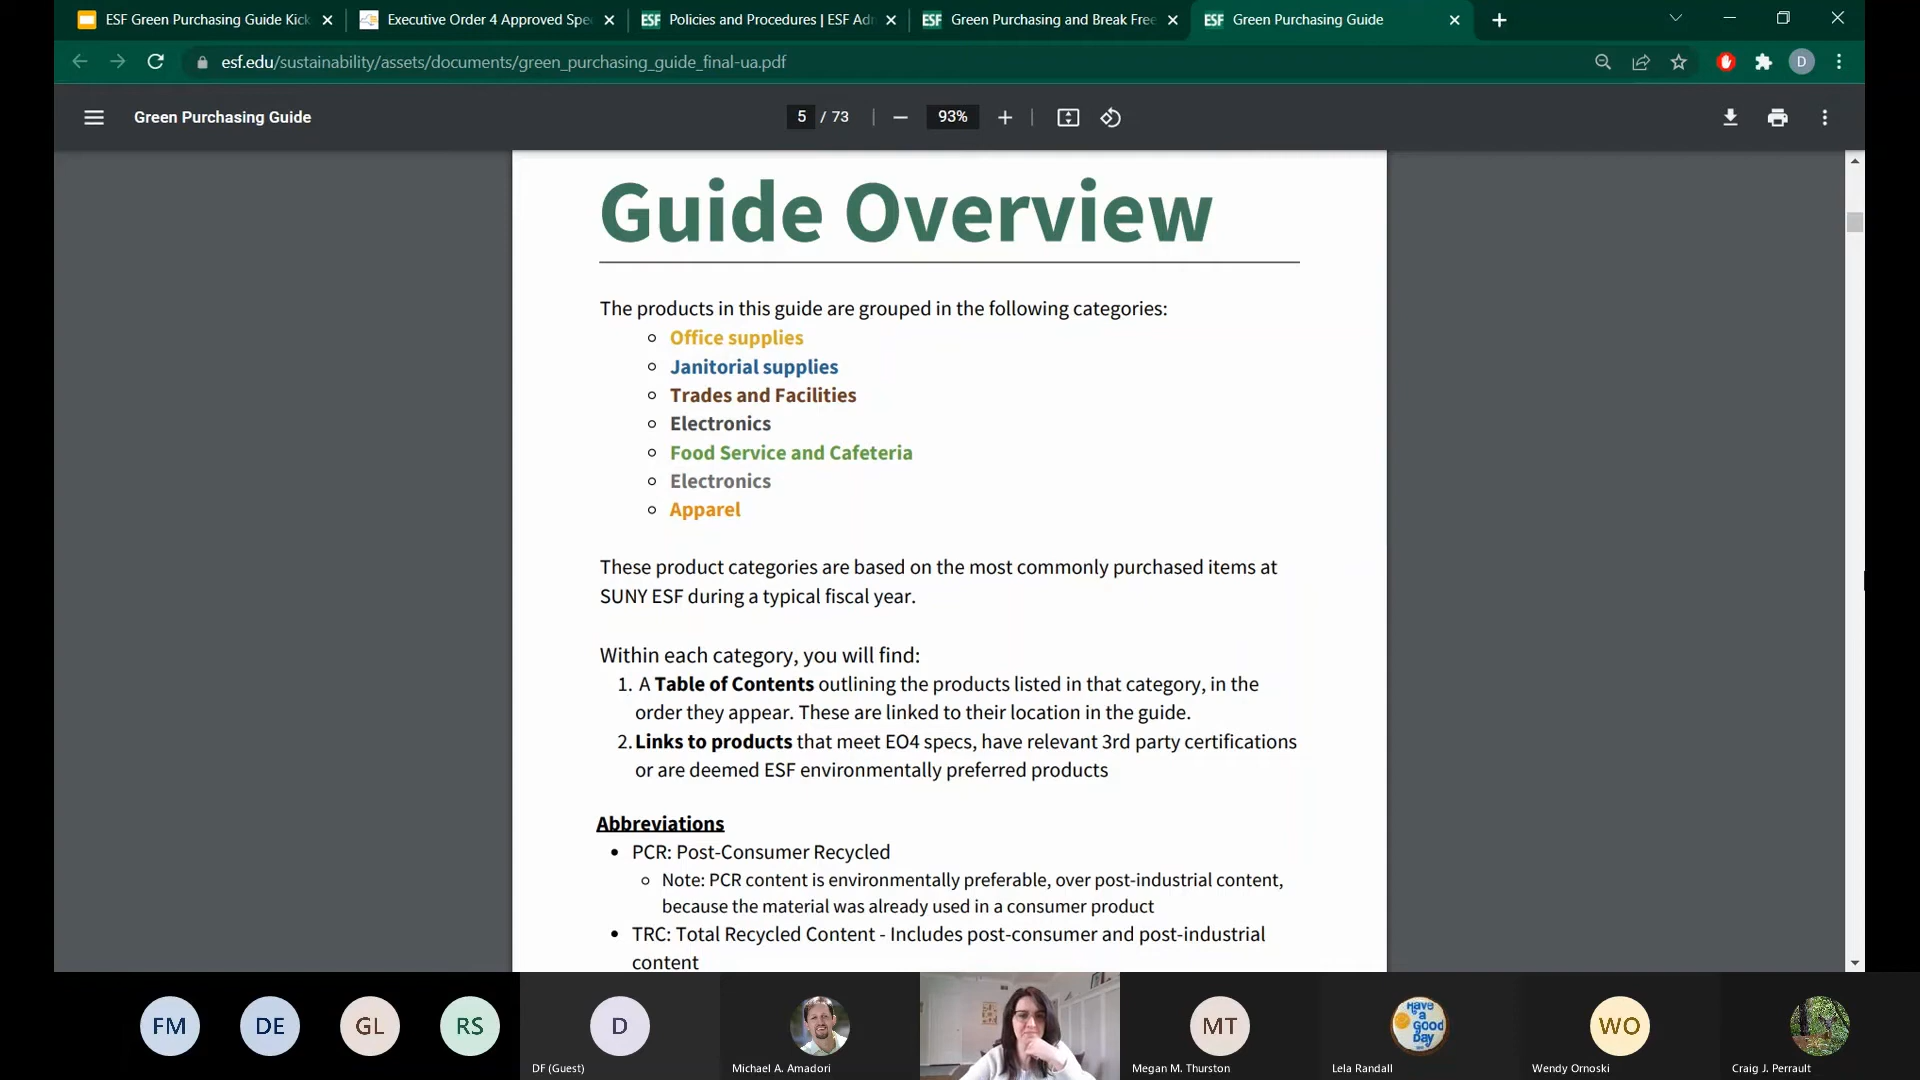 ESF Green Purchasing Guide Kick
Executive Order 4 Approved Spe
ESF Policies and Procedures | ESF Ad
ESF Green Purchasing and Break Free
ESF Green Purchasing Guide
esf.edu/sustainability/assets/documents/green_purchasing_guide_final-ua.pdf
D
Green Purchasing Guide
5 / 73
93%
Guide Overview
The products in this guide are grouped in the following categories:
Office supplies
Janitorial supplies
Trades and Facilities
Electronics
Food Service and Cafeteria
Electronics
Apparel
These product categories are based on the most commonly purchased items at
SUNY ESF during a typical fiscal year.
Within each category, you will find:
1. A Table of Contents outlining the products listed in that category, in the
order they appear. These are linked to their location in the guide.
2. Links to products that meet EO4 specs, have relevant 3rd party certifications
or are deemed ESF environmentally preferred products
Abbreviations
• PCR: Post-Consumer Recycled
Note: PCR content is environmentally preferable, over post-industrial content,
because the material was already used in a consumer product
• TRC: Total Recycled Content - Includes post-consumer and post-industrial
content
FM
DE
GL
RS
D
DF (Guest)
Michael A. Amadori
MT
Megan M. Thurston
Have a good Day
Lela Randall
WO
Wendy Ornoski
Craig J. Perrault